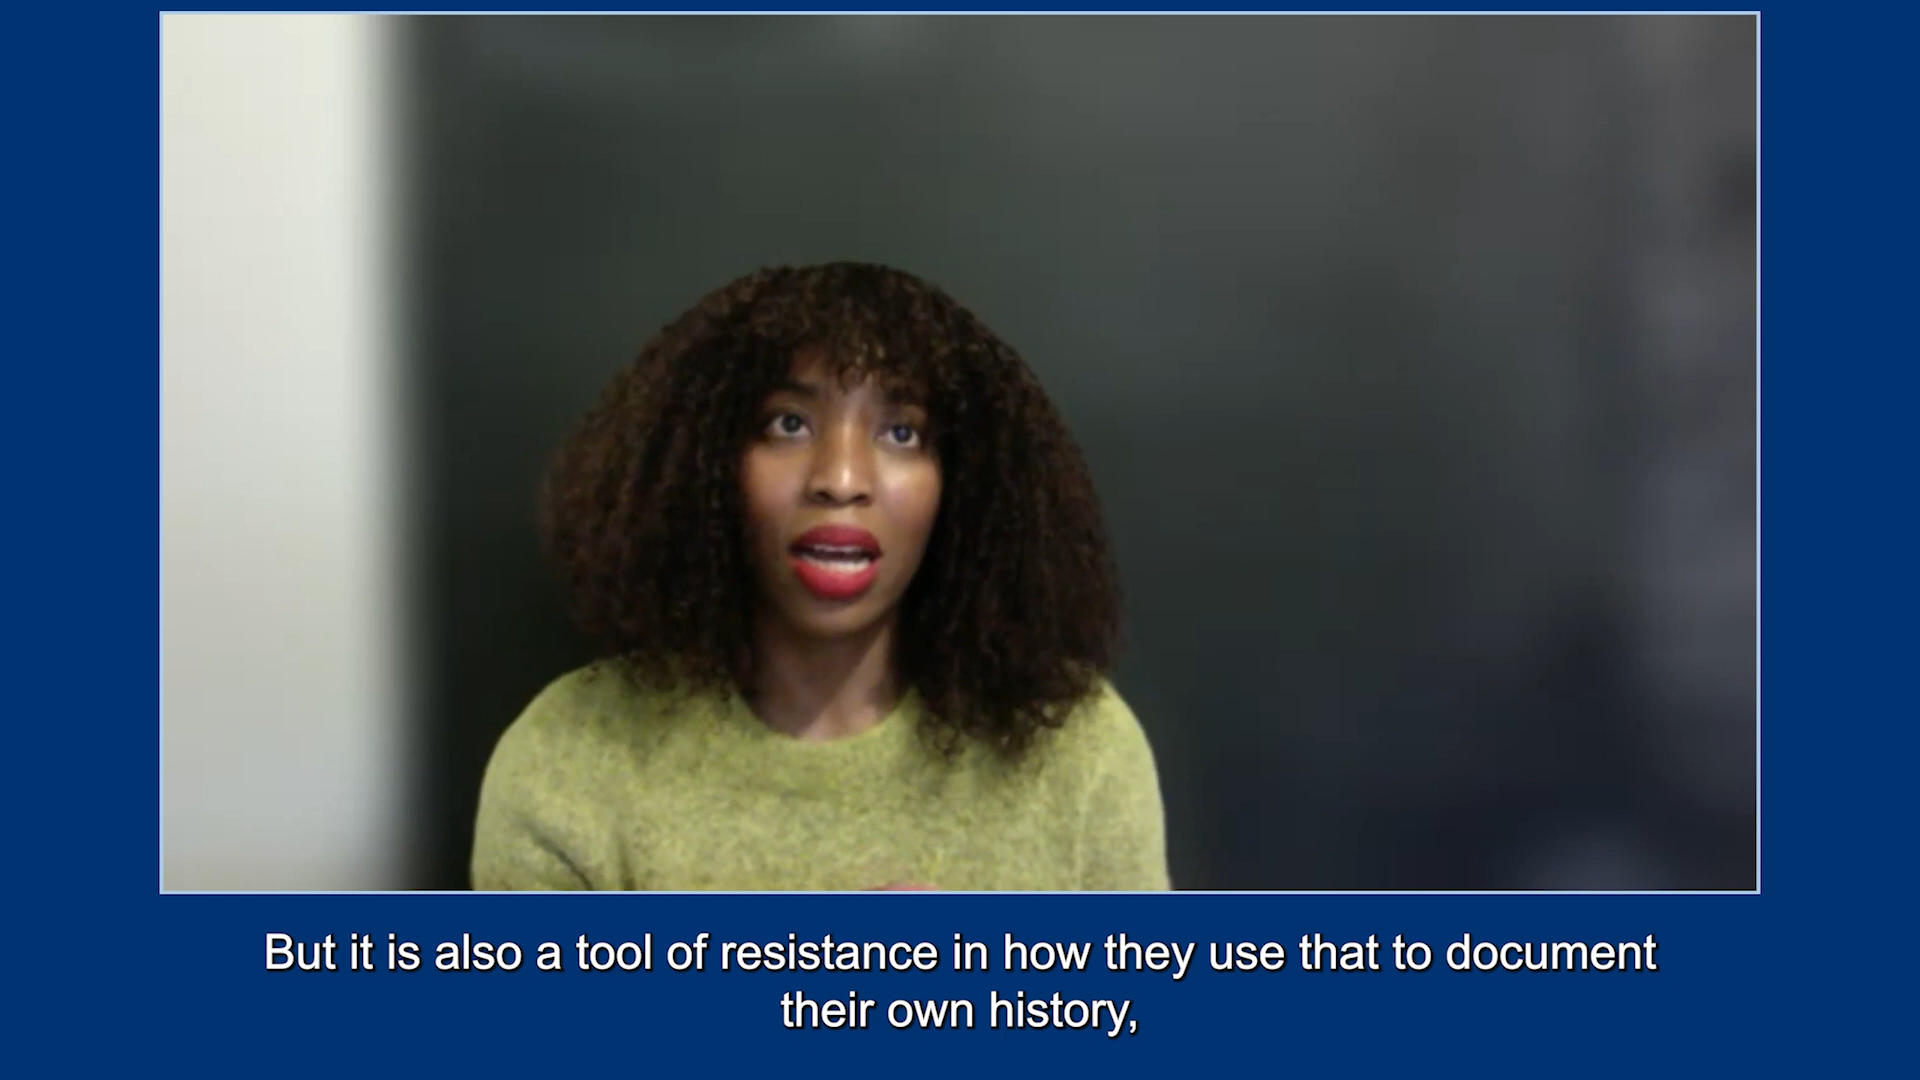 But it is also a tool of resistance in how they use that to document
their own history,